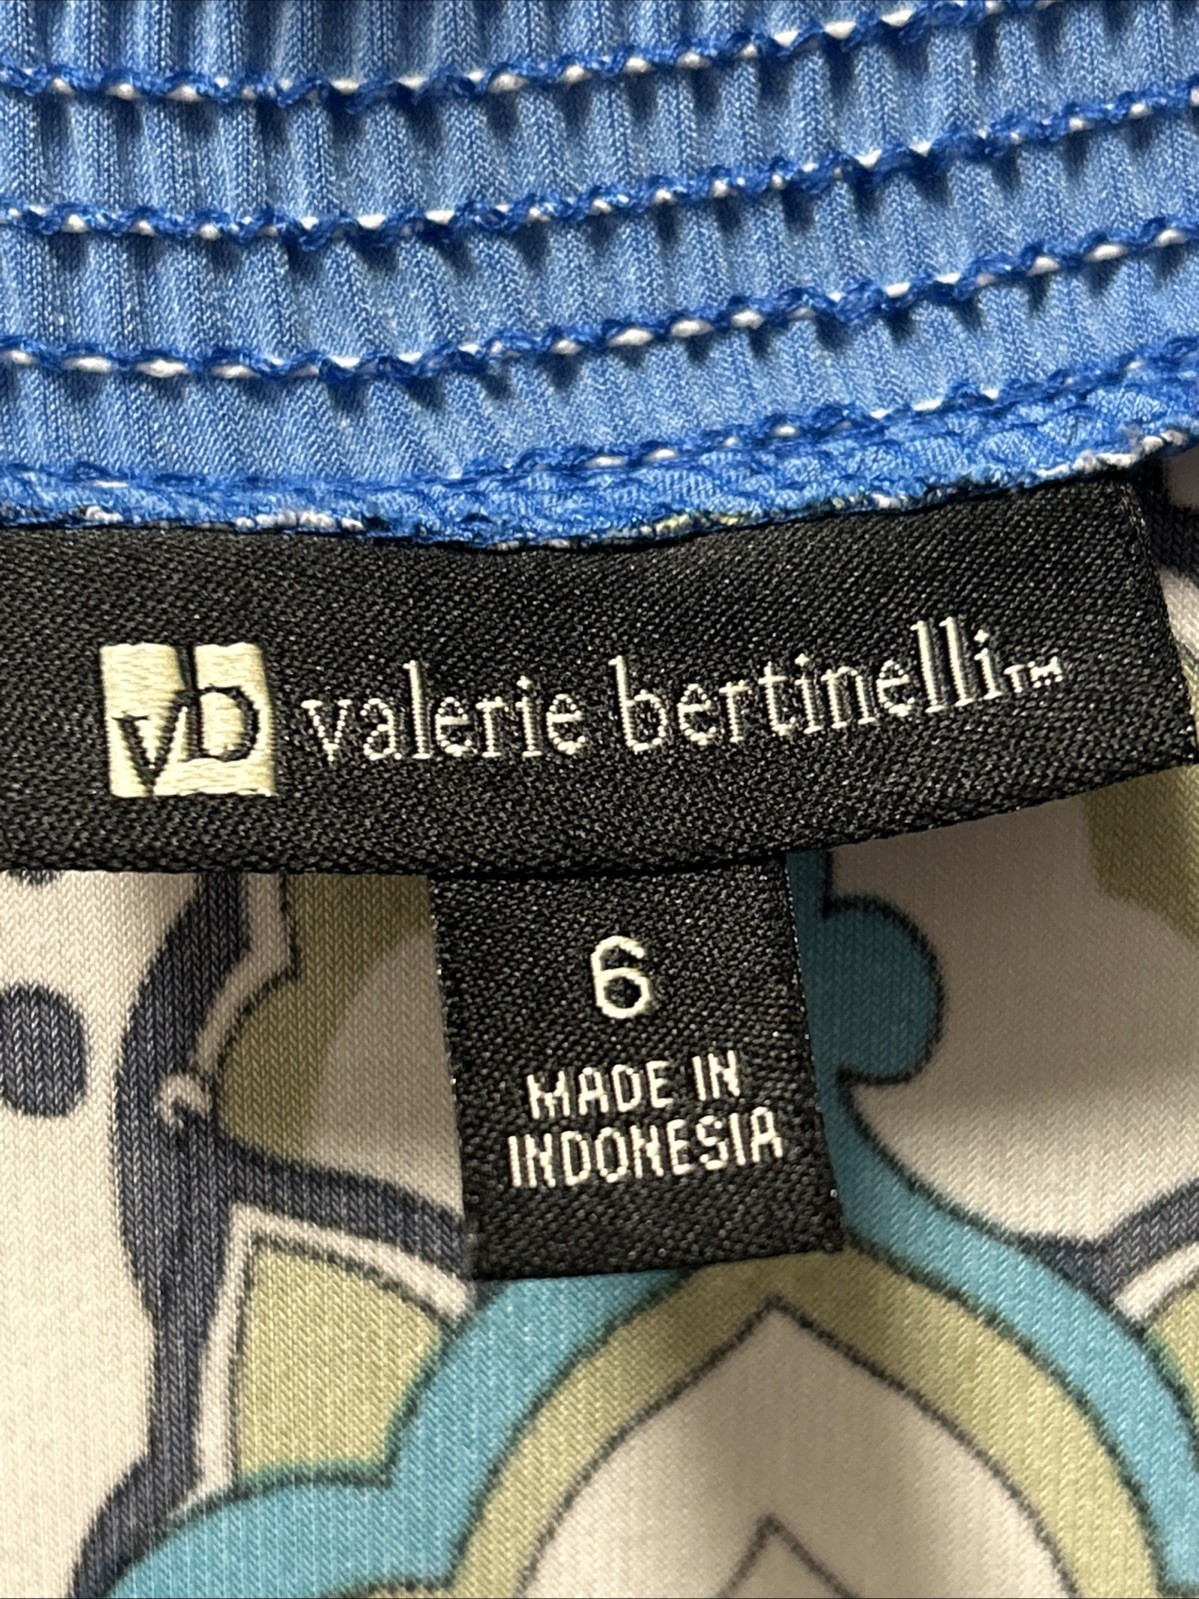 vb valerie bertinelli™
6
MADE IN
INDONESIA